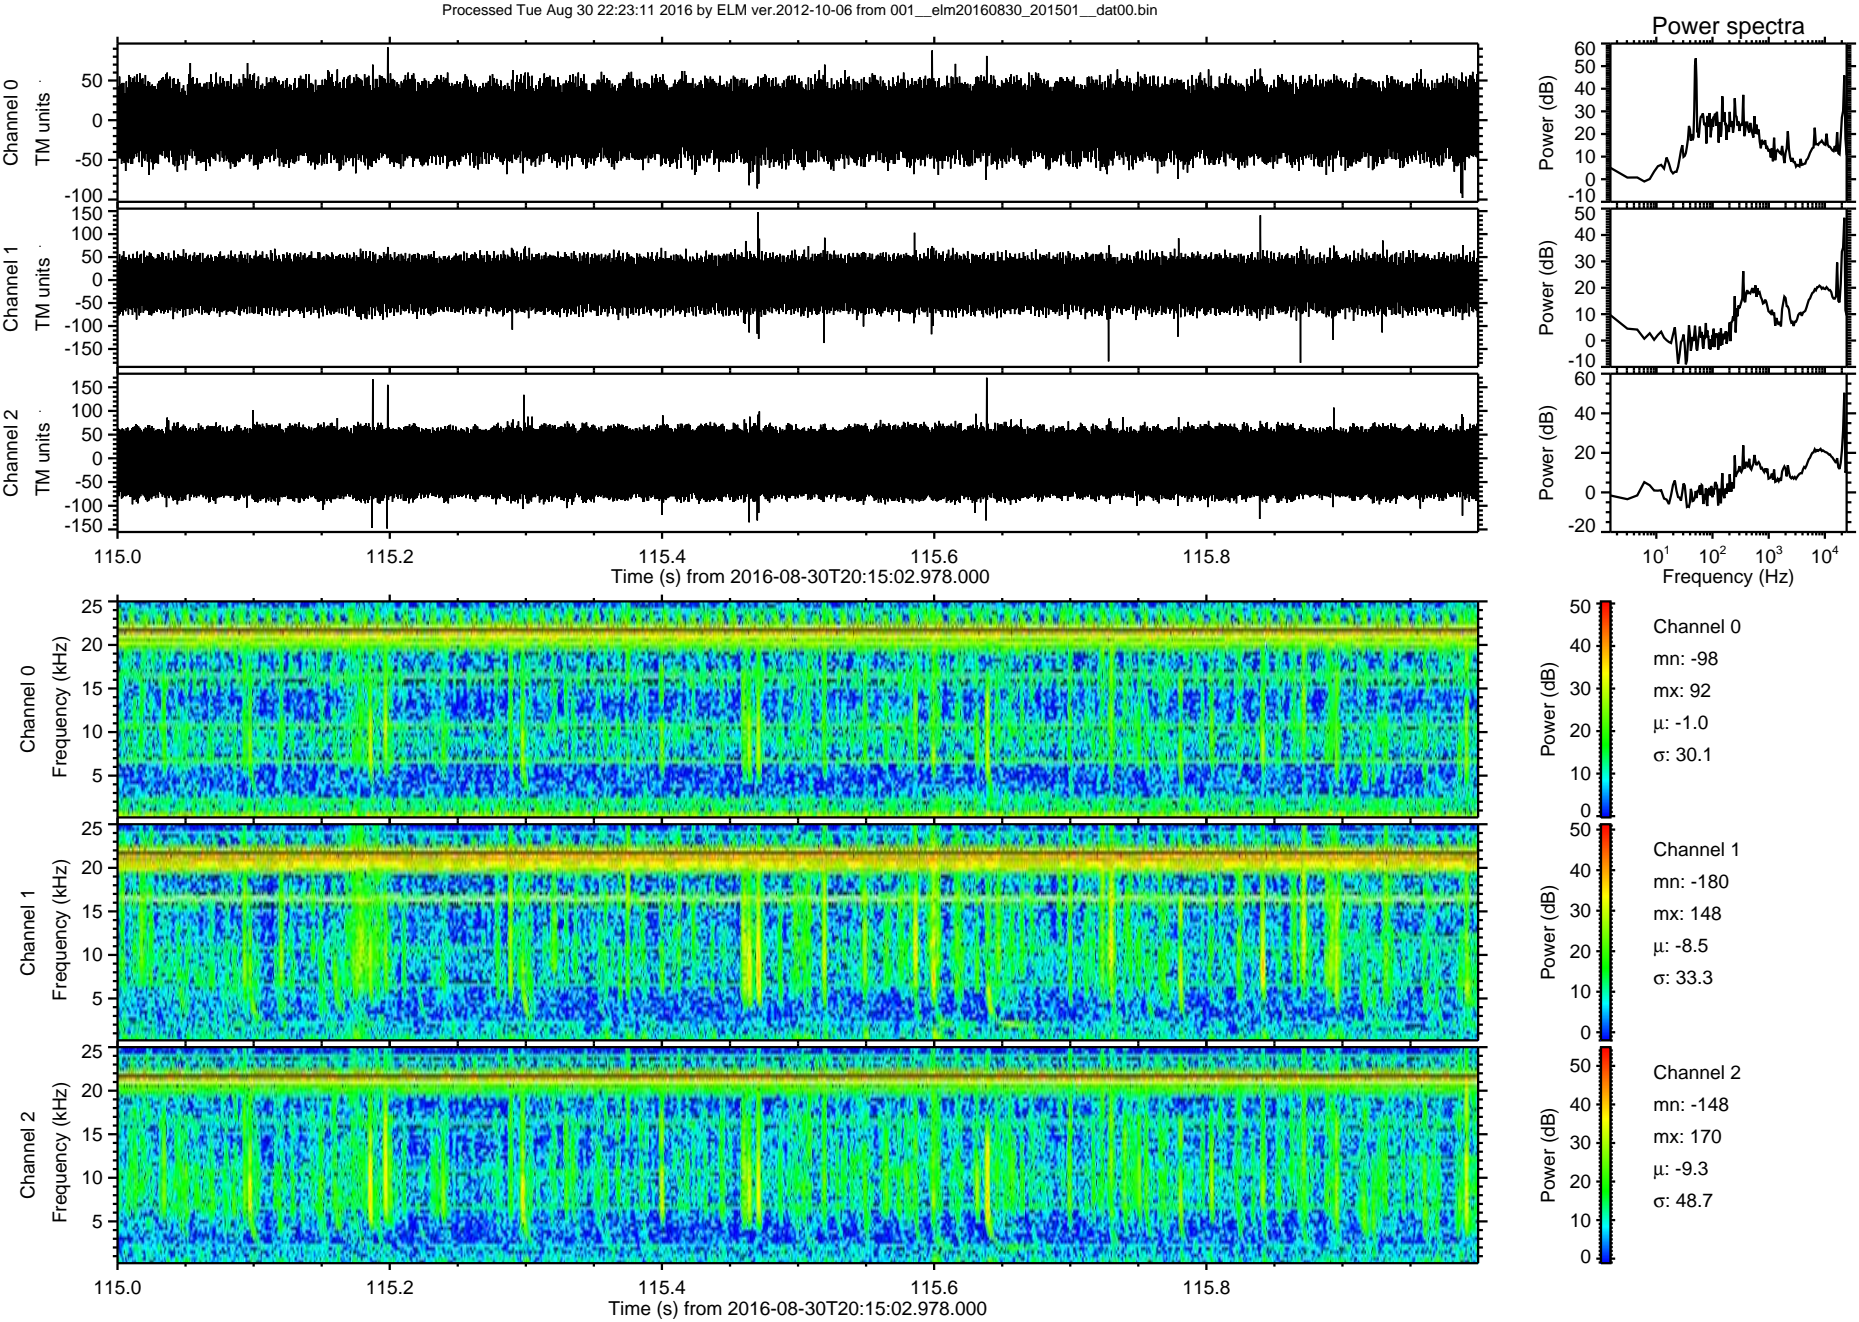 Processed Tue Aug 30 22:23:11 2016 by ELM ver.2012-10-06 from 001__elm20160830_201501__dat00.bin
Power spectra
Channel 0
TM units
50
0
-50
-100
Power (dB)
60
50
40
30
20
10
0
-10
Channel 1
TM units
150
100
50
0
-50
-100
-150
Power (dB)
50
40
30
20
10
0
-10
Channel 2
TM units
150
100
50
0
-50
-100
-150
Power (dB)
60
40
20
0
-20
115.0 115.2 115.4 115.6 115.8
Time (s) from 2016-08-30T20:15:02.978.000
10¹ 10² 10³ 10⁴
Frequency (Hz)
Channel 0
Frequency (kHz)
25
20
15
10
5
Power (dB)
50
40
30
20
10
0
Channel 0
mn: -98
mx: 92
μ: -1.0
σ: 30.1
Channel 1
Frequency (kHz)
25
20
15
10
5
Power (dB)
50
40
30
20
10
0
Channel 1
mn: -180
mx: 148
μ: -8.5
σ: 33.3
Channel 2
Frequency (kHz)
25
20
15
10
5
Power (dB)
50
40
30
20
10
0
Channel 2
mn: -148
mx: 170
μ: -9.3
σ: 48.7
115.0 115.2 115.4 115.6 115.8
Time (s) from 2016-08-30T20:15:02.978.000